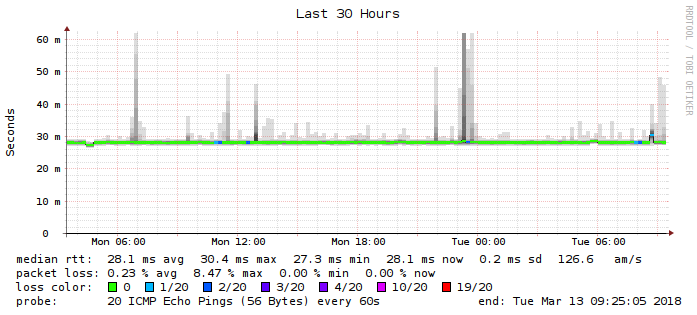 Last 30 Hours
RRDTOOL / TOBI OETIKER
Seconds
60 m
50 m
40 m
30 m
20 m
10 m
0
Mon 06:00 Mon 12:00 Mon 18:00 Tue 00:00 Tue 06:00
median rtt: 28.1 ms avg 30.4 ms max 27.3 ms min 28.1 ms now 0.2 ms sd 126.6 am/s
packet loss: 0.23 % avg 8.47 % max 0.00 % min 0.00 % now
loss color: 0 1/20 2/20 3/20 4/20 10/20 19/20
probe: 20 ICMP Echo Pings (56 Bytes) every 60s end: Tue Mar 13 09:25:05 2018